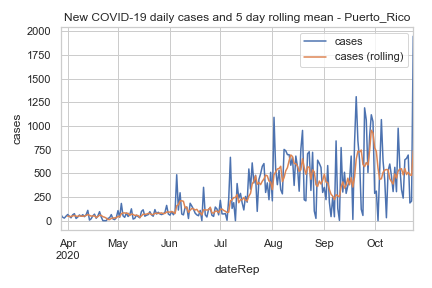 New COVID-19 daily cases and 5 day rolling mean - Puerto_Rico
cases
cases (rolling)
2000
1750
1500
1250
1000
750
500
250
0
cases
Apr
2020
May
Jun
Jul
Aug
Sep
Oct
dateRep